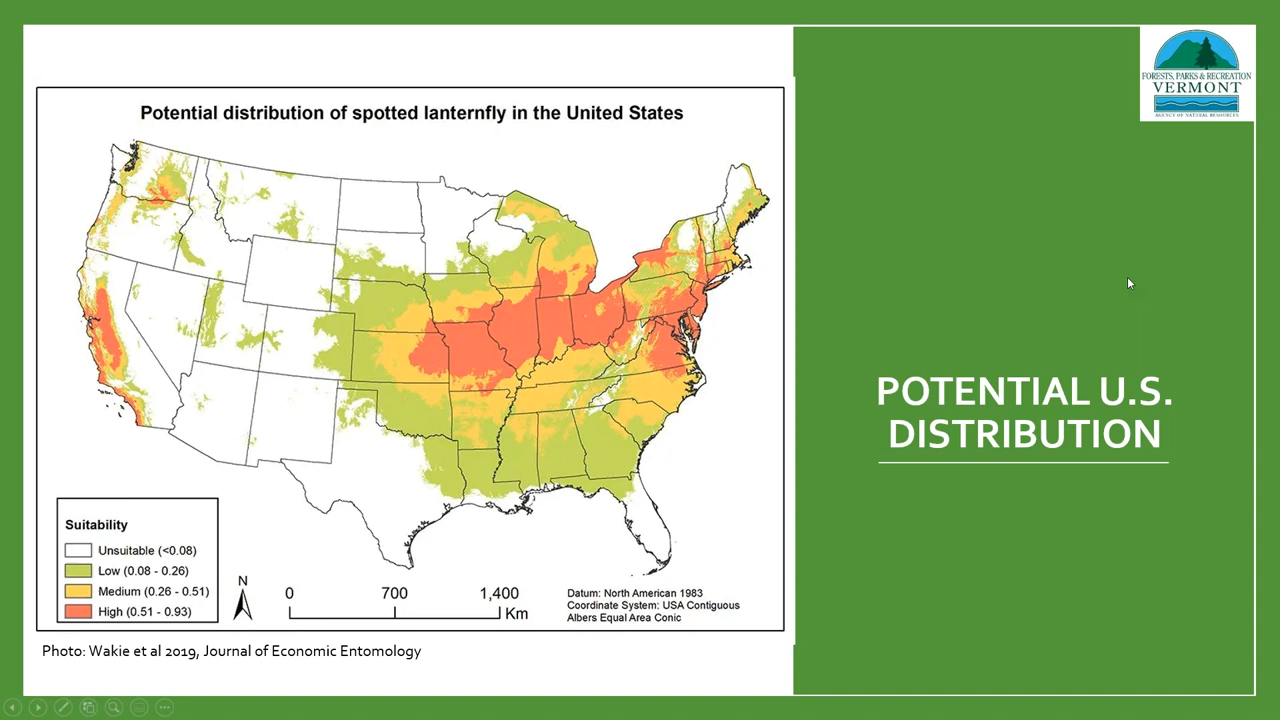 Potential distribution of spotted lanternfly in the United States
Suitability
Unsuitable (<0.08)
Low (0.08 - 0.26)
Medium (0.26 - 0.51)
High (0.51 - 0.93)
N
0 700 1,400
Km
Datum: North American 1983
Coordinate System: USA Contiguous
Albers Equal Area Conic
Photo: Wakie et al 2019, Journal of Economic Entomology
FORESTS, PARKS & RECREATION
VERMONT
AGENCY OF NATURAL RESOURCES
POTENTIAL U.S.
DISTRIBUTION